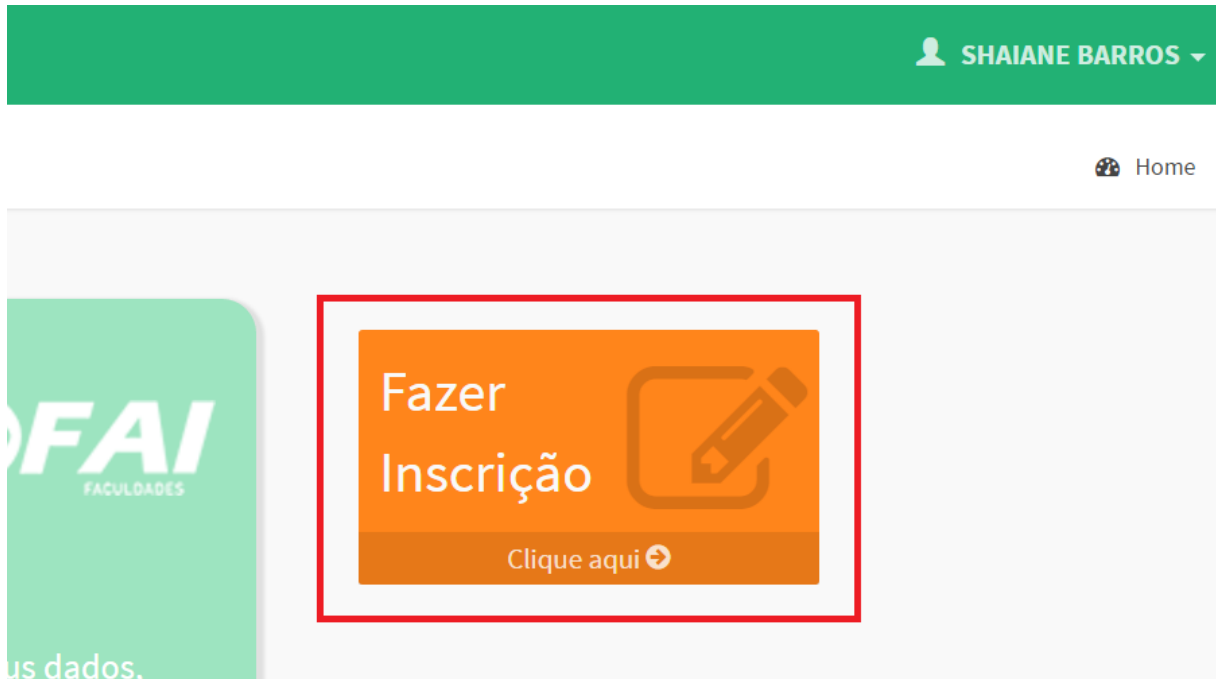 SHAIANE BARROS
Home
FAI
FACULDADES
Fazer
Inscrição
Clique aqui
us dados,